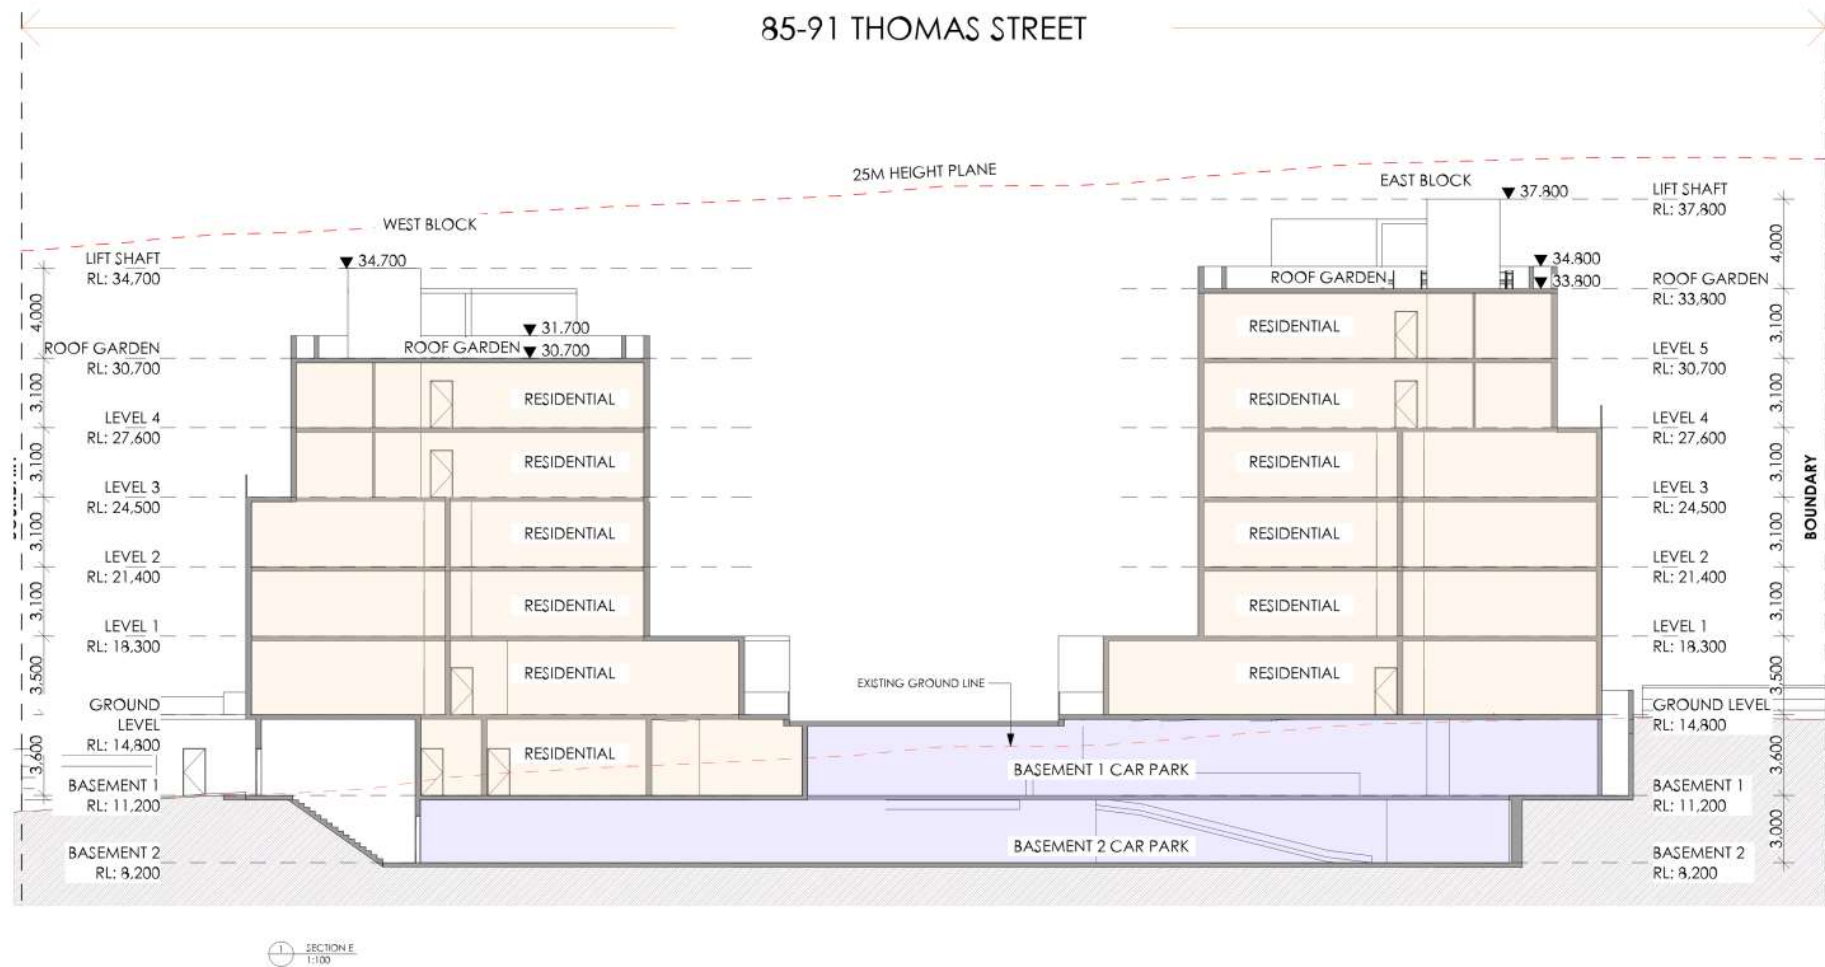 85-91 THOMAS STREET
25M HEIGHT PLANE
WEST BLOCK
EAST BLOCK
LIFT SHAFT
RL: 34,700
34.700
31.700
ROOF GARDEN
30.700
ROOF GARDEN
RL: 30,700
LEVEL 4
RL: 27,600
LEVEL 3
RL: 24,500
LEVEL 2
RL: 21,400
LEVEL 1
RL: 18,300
GROUND
LEVEL
RL: 14,800
BASEMENT 1
RL: 11,200
BASEMENT 2
RL: 8,200
4,000
3,100
3,100
3,100
3,100
3,500
3,600
RESIDENTIAL
RESIDENTIAL
RESIDENTIAL
RESIDENTIAL
RESIDENTIAL
RESIDENTIAL
EXISTING GROUND LINE
BASEMENT 1 CAR PARK
BASEMENT 2 CAR PARK
37.800
34.800
ROOF GARDEN
33.800
RESIDENTIAL
RESIDENTIAL
RESIDENTIAL
RESIDENTIAL
RESIDENTIAL
RESIDENTIAL
LIFT SHAFT
RL: 37,800
ROOF GARDEN
RL: 33,800
LEVEL 5
RL: 30,700
LEVEL 4
RL: 27,600
LEVEL 3
RL: 24,500
LEVEL 2
RL: 21,400
LEVEL 1
RL: 18,300
GROUND LEVEL
RL: 14,800
BASEMENT 1
RL: 11,200
BASEMENT 2
RL: 8,200
4,000
3,100
3,100
3,100
3,100
3,100
3,500
3,600
3,000
BOUNDARY
1
SECTION E
1:100